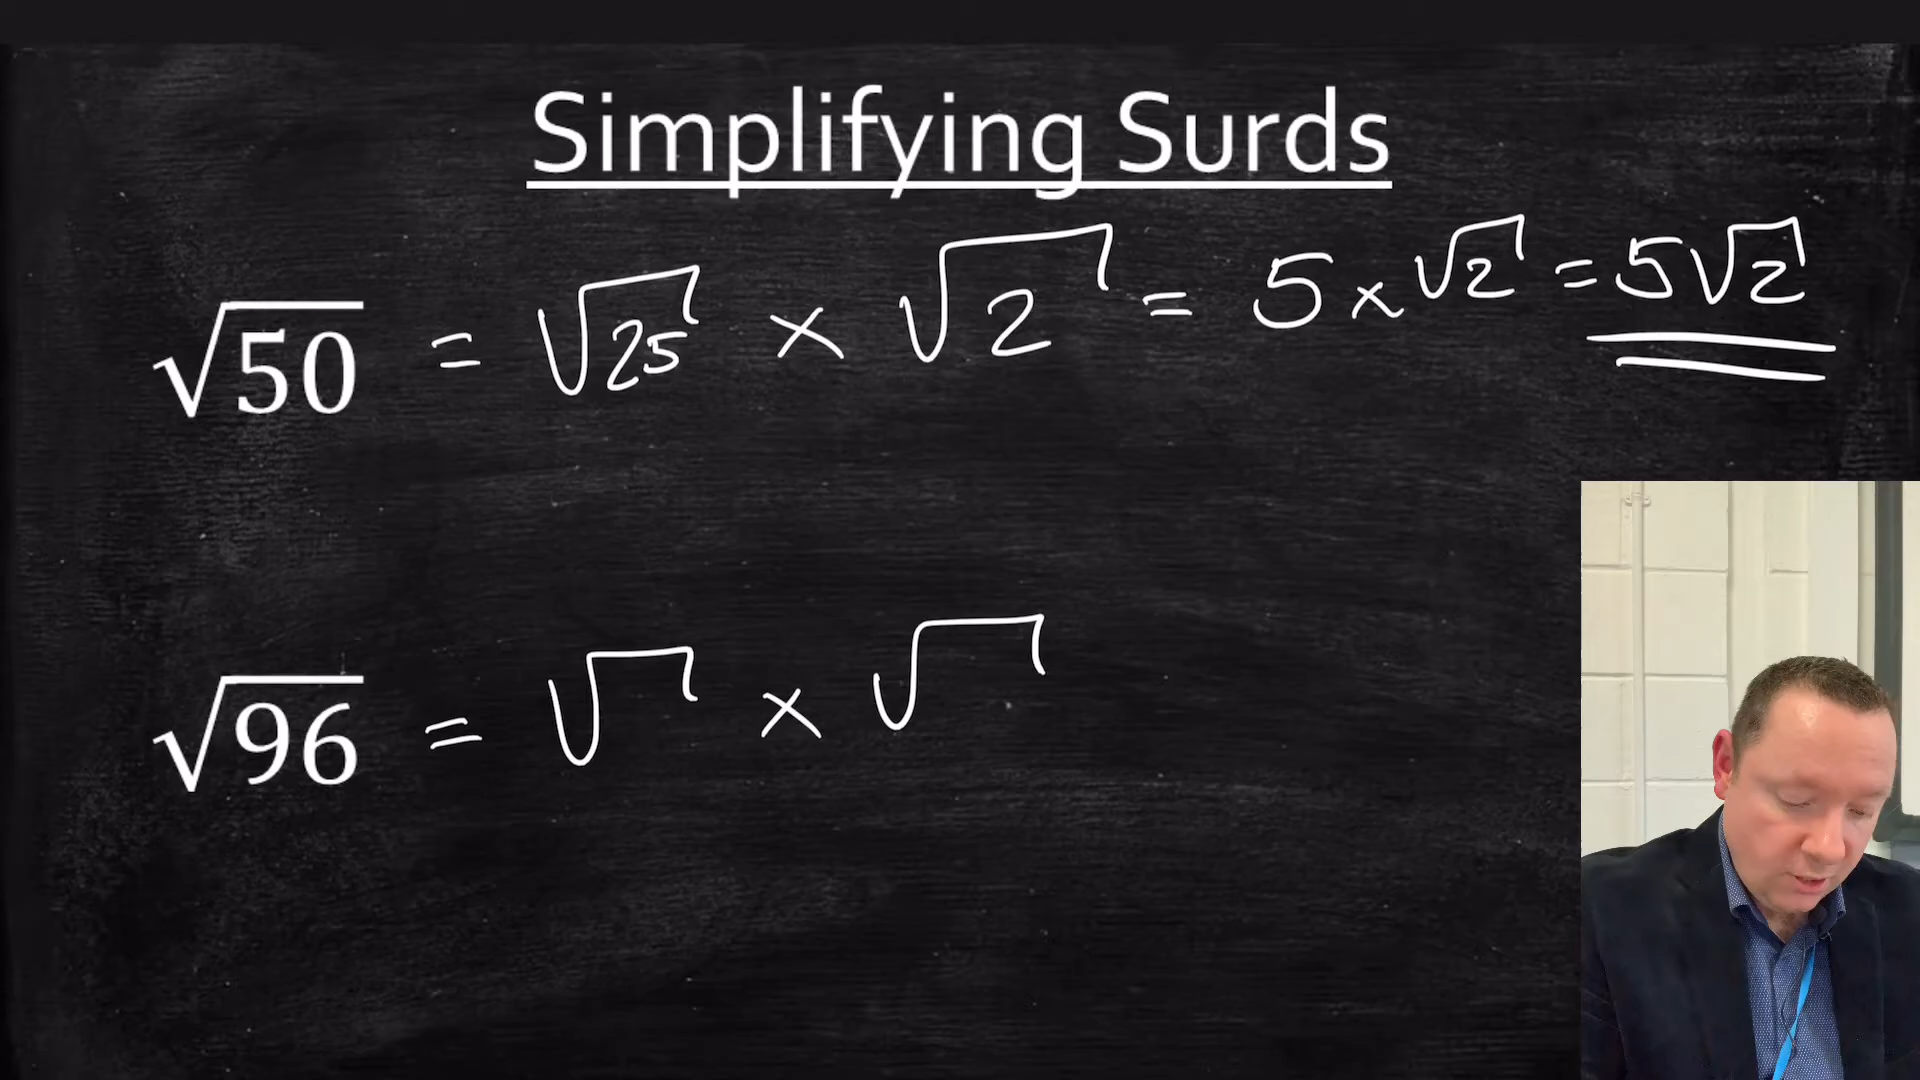 Simplifying Surds
√50 = √25 × √2 = 5 × √2 = 5√2
√96 = √ × √